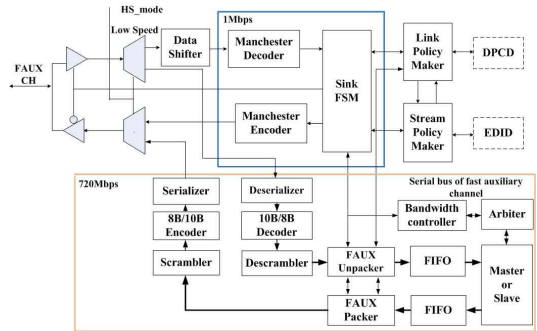 HS_mode
Low Speed
1Mbps
FAUX
CH
Data
Shifter
Manchester
Decoder
Sink
FSM
Link
Policy
Maker
DPCD
Manchester
Encoder
Stream
Policy
Maker
EDID
720Mbps
Serializer
Deserializer
Serial bus of fast auxiliary
channel
8B/10B
Encoder
10B/8B
Decoder
Bandwidth
controller
Arbiter
Scrambler
Descrambler
FAUX
Unpacker
FIFO
Master
or
Slave
FAUX
Packer
FIFO